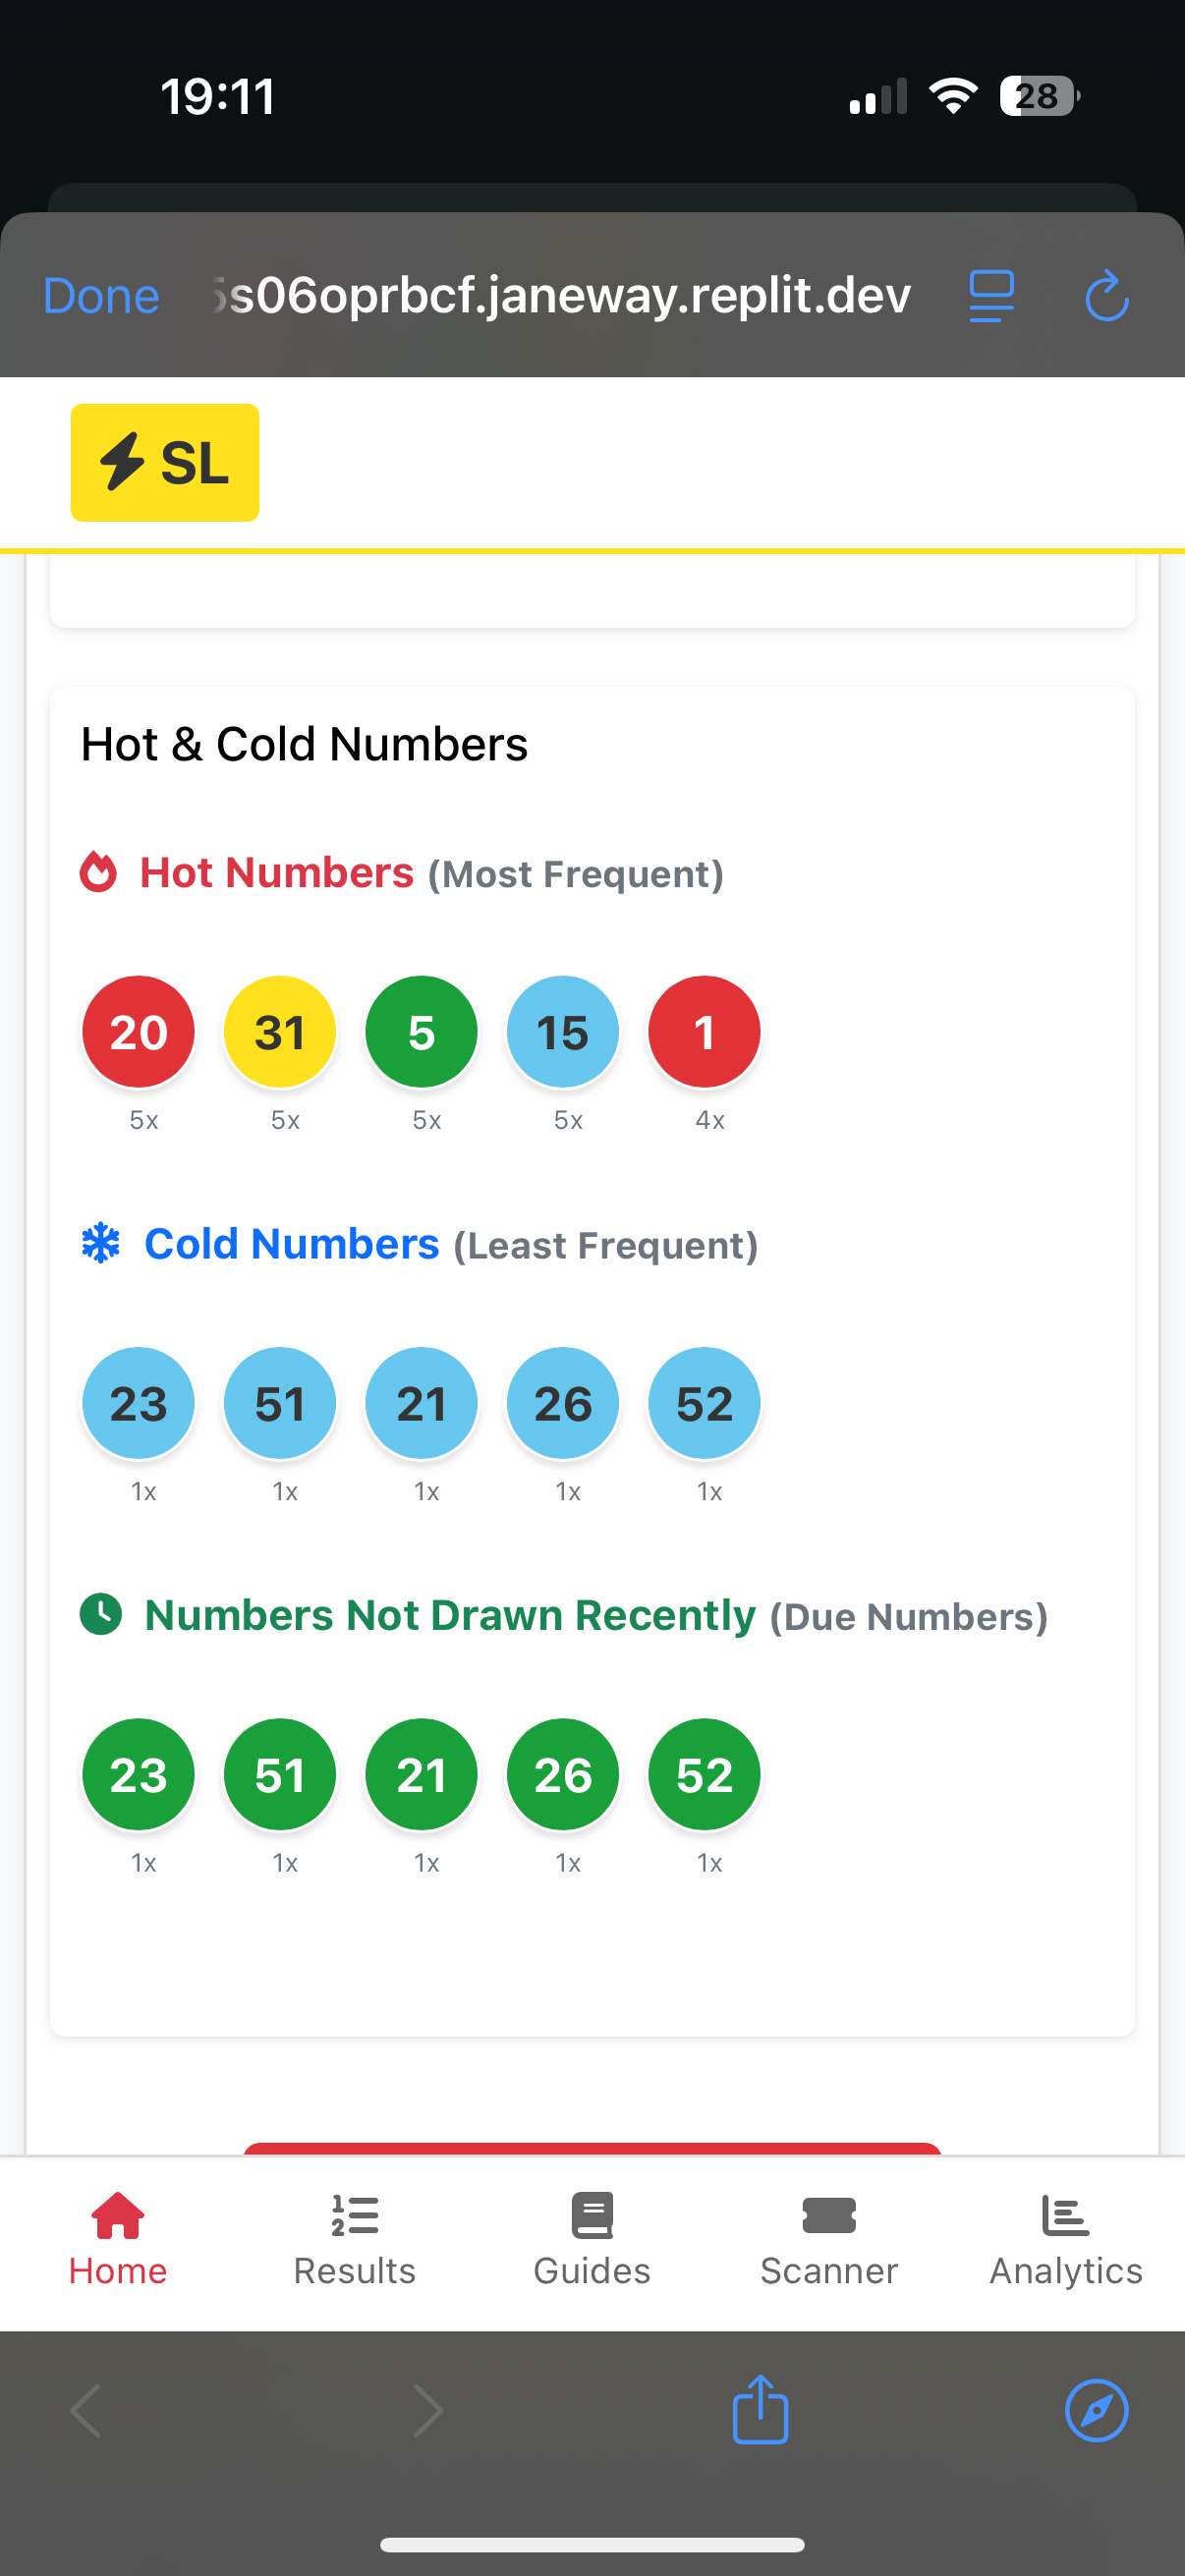 19:11
28
Done
5s06oprbcf.janeway.replit.dev
SL
Hot & Cold Numbers
Hot Numbers (Most Frequent)
20 31 5 15 1
5x 5x 5x 5x 4x
Cold Numbers (Least Frequent)
23 51 21 26 52
1x 1x 1x 1x 1x
Numbers Not Drawn Recently (Due Numbers)
23 51 21 26 52
1x 1x 1x 1x 1x
Home Results Guides Scanner Analytics